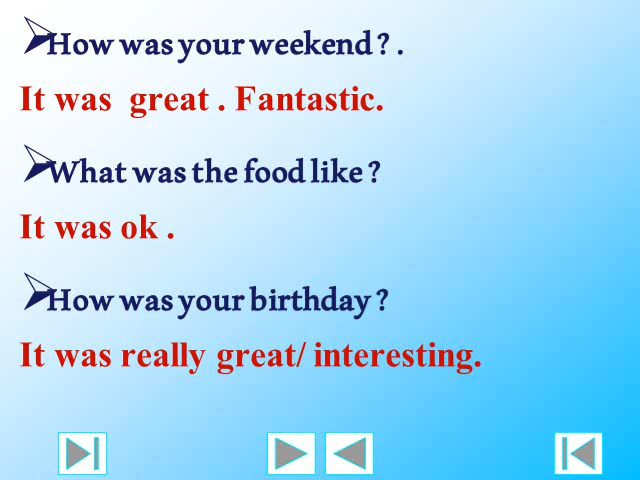 How was your weekend ? .
It was  great . Fantastic.
What was the food like ?
It was ok .
How was your birthday ?
It was really great/ interesting.